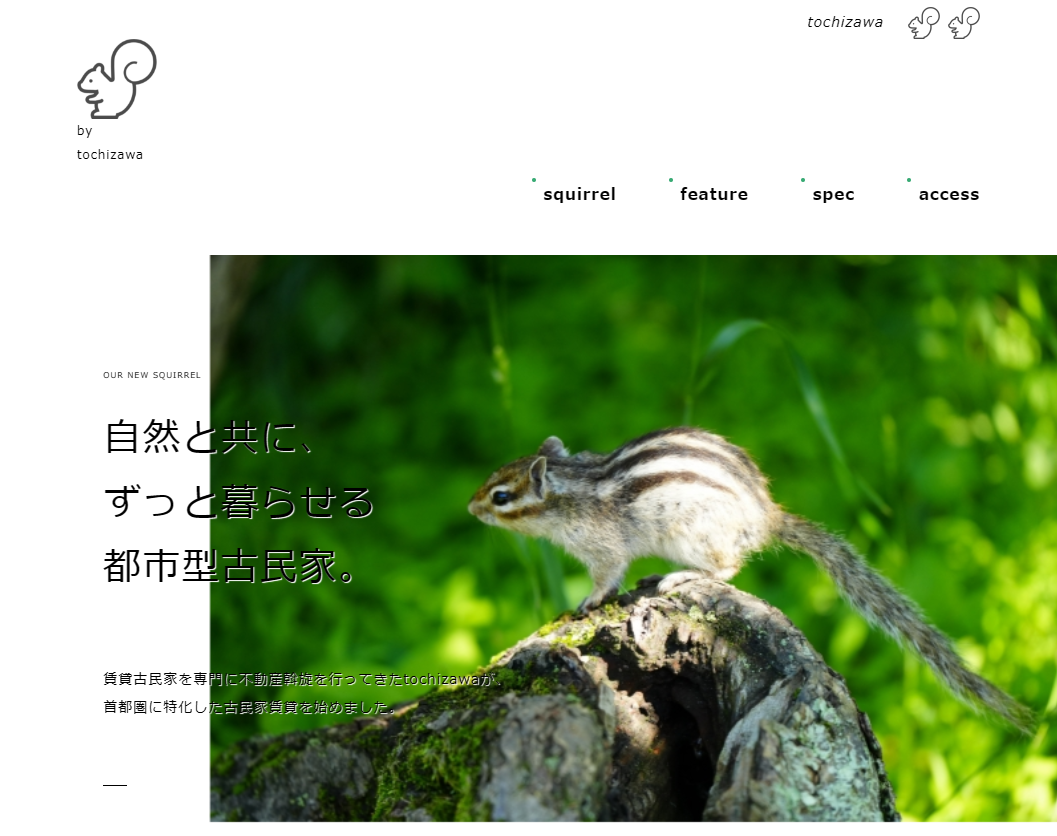 tochizawa
by
tochizawa
squirrel
feature
spec
access
OUR NEW SQUIRREL
自然と共に、
ずっと暮らせる
都市型古民家。
賃貸古民家を専門に不動産斡旋を行ってきたtochizawaが、
首都圏に特化した古民家賃貸を始めました。